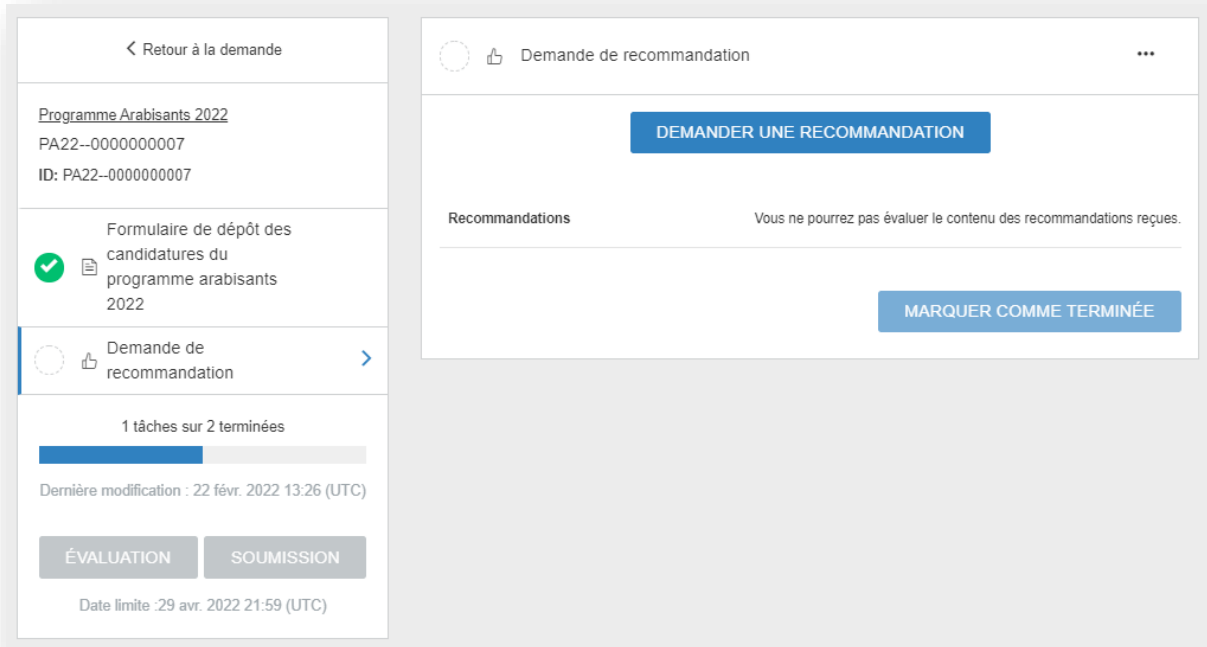 Retour à la demande
Programme Arabisants 2022
PA22--0000000007
ID: PA22--0000000007
Formulaire de dépôt des
candidatures du
programme arabisants
2022
Demande de
recommandation
1 tâches sur 2 terminées
Dernière modification : 22 févr. 2022 13:26 (UTC)
ÉVALUATION
SOUMISSION
Date limite :29 avr. 2022 21:59 (UTC)
Demande de recommandation
DEMANDER UNE RECOMMANDATION
Recommandations
Vous ne pourrez pas évaluer le contenu des recommandations reçues.
MARQUER COMME TERMINÉE